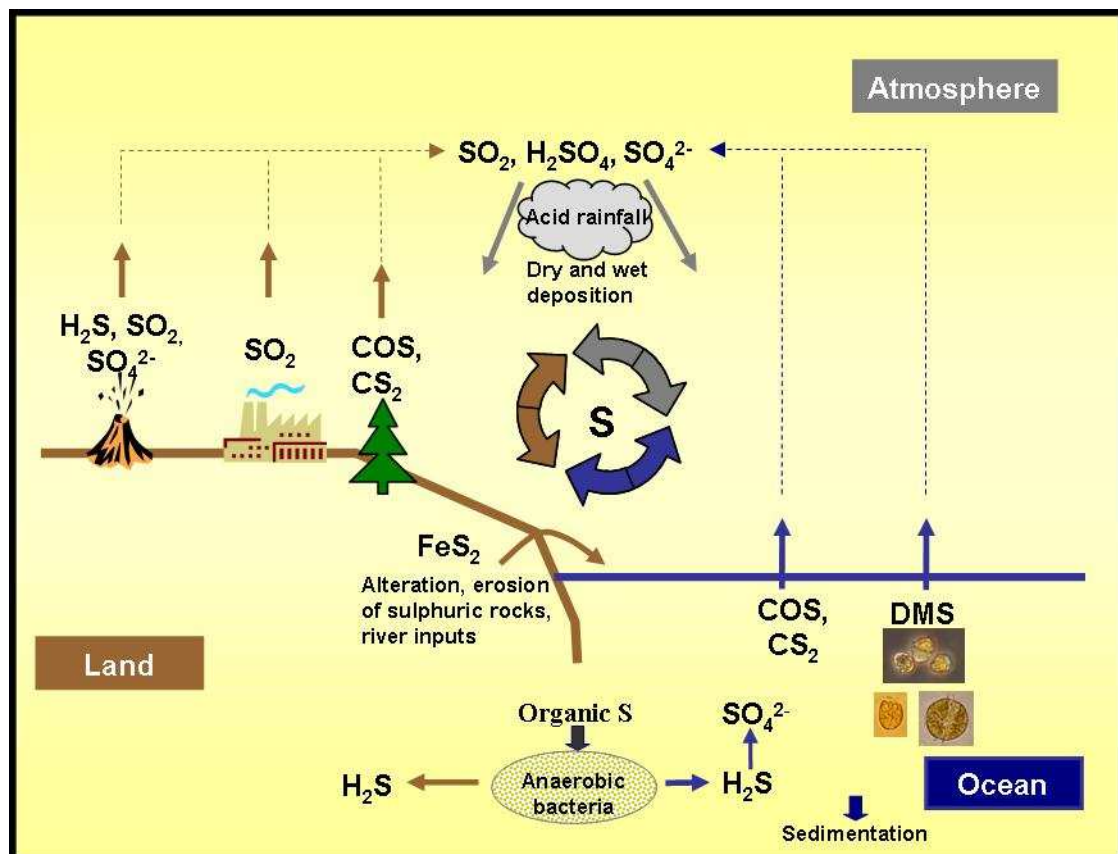 Atmosphere
SO₂, H₂SO₄, SO₄²⁻
Acid rainfall
Dry and wet
deposition
H₂S, SO₂,
SO₄²⁻
SO₂
COS,
CS₂
S
FeS₂
Alteration, erosion
of sulphuric rocks,
river inputs
COS,
CS₂
DMS
Land
Organic S
SO₄²⁻
H₂S
Anaerobic
bacteria
H₂S
Ocean
Sedimentation